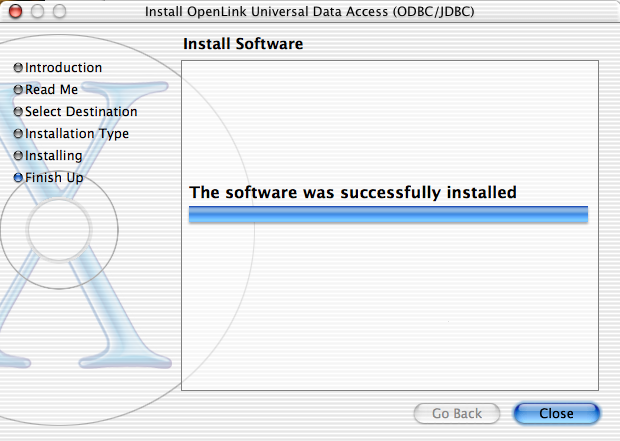 Install OpenLink Universal Data Access (ODBC/JDBC)
Install Software
Introduction
Read Me
Select Destination
Installation Type
Installing
Finish Up
The software was successfully installed
Go Back
Close